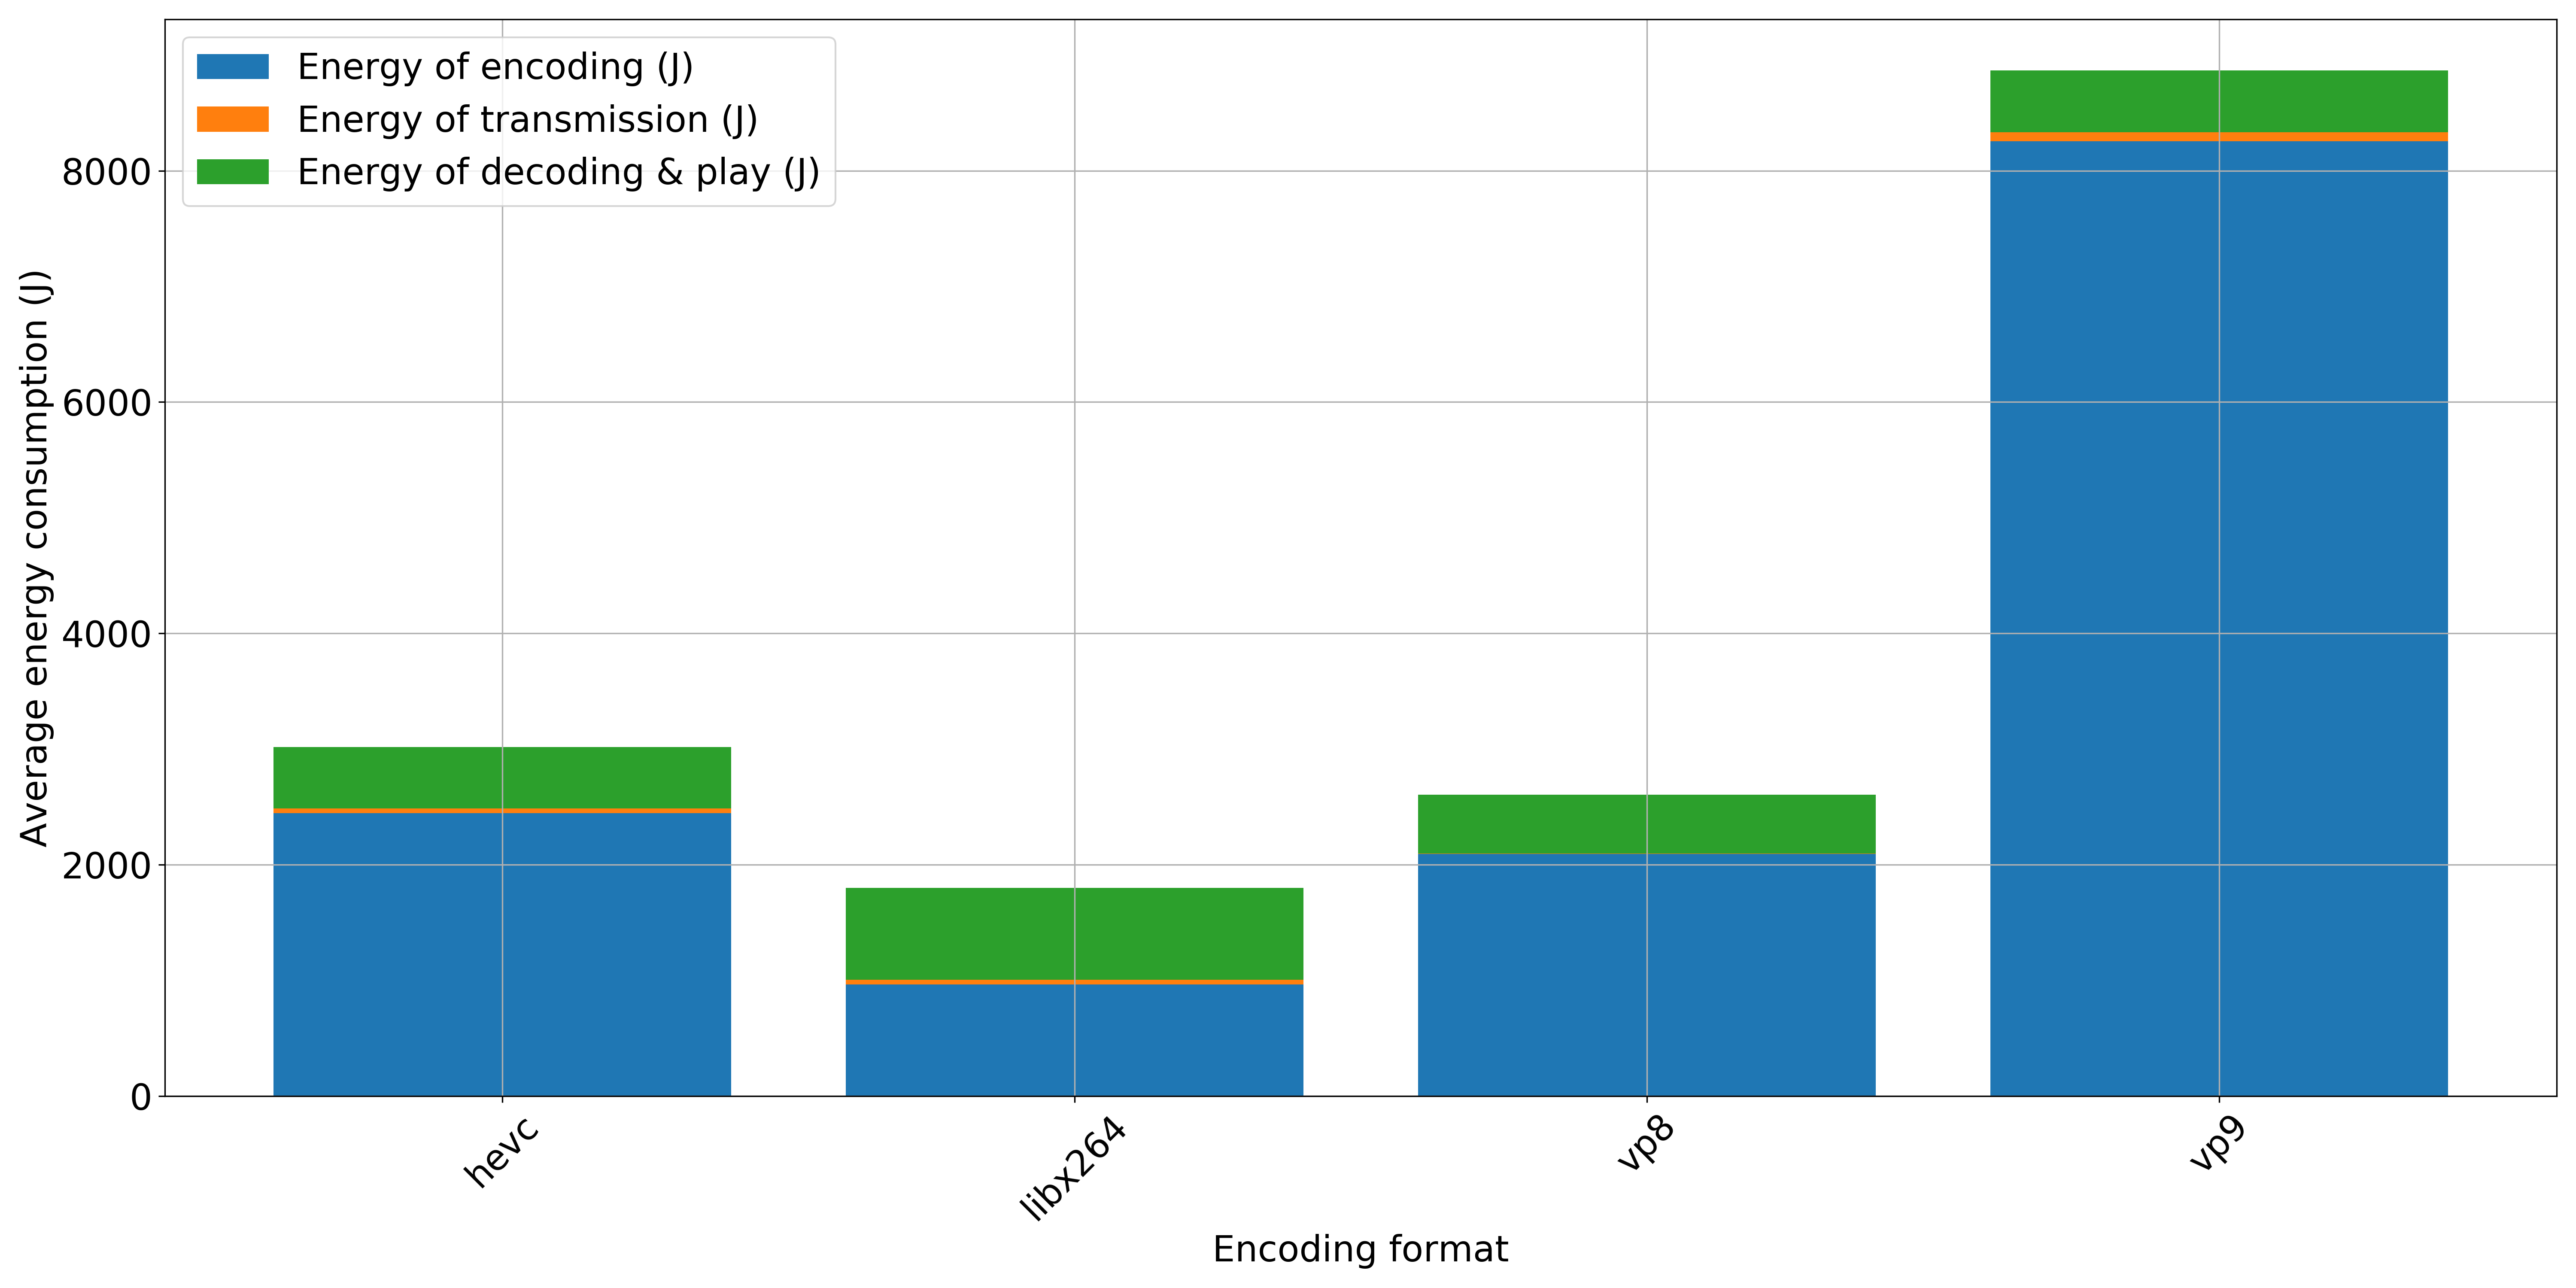 Energy of encoding (J)
Energy of transmission (J)
Energy of decoding & play (J)
Average energy consumption (J)
8000
6000
4000
2000
0
hevc
libx264
vp8
vp9
Encoding format